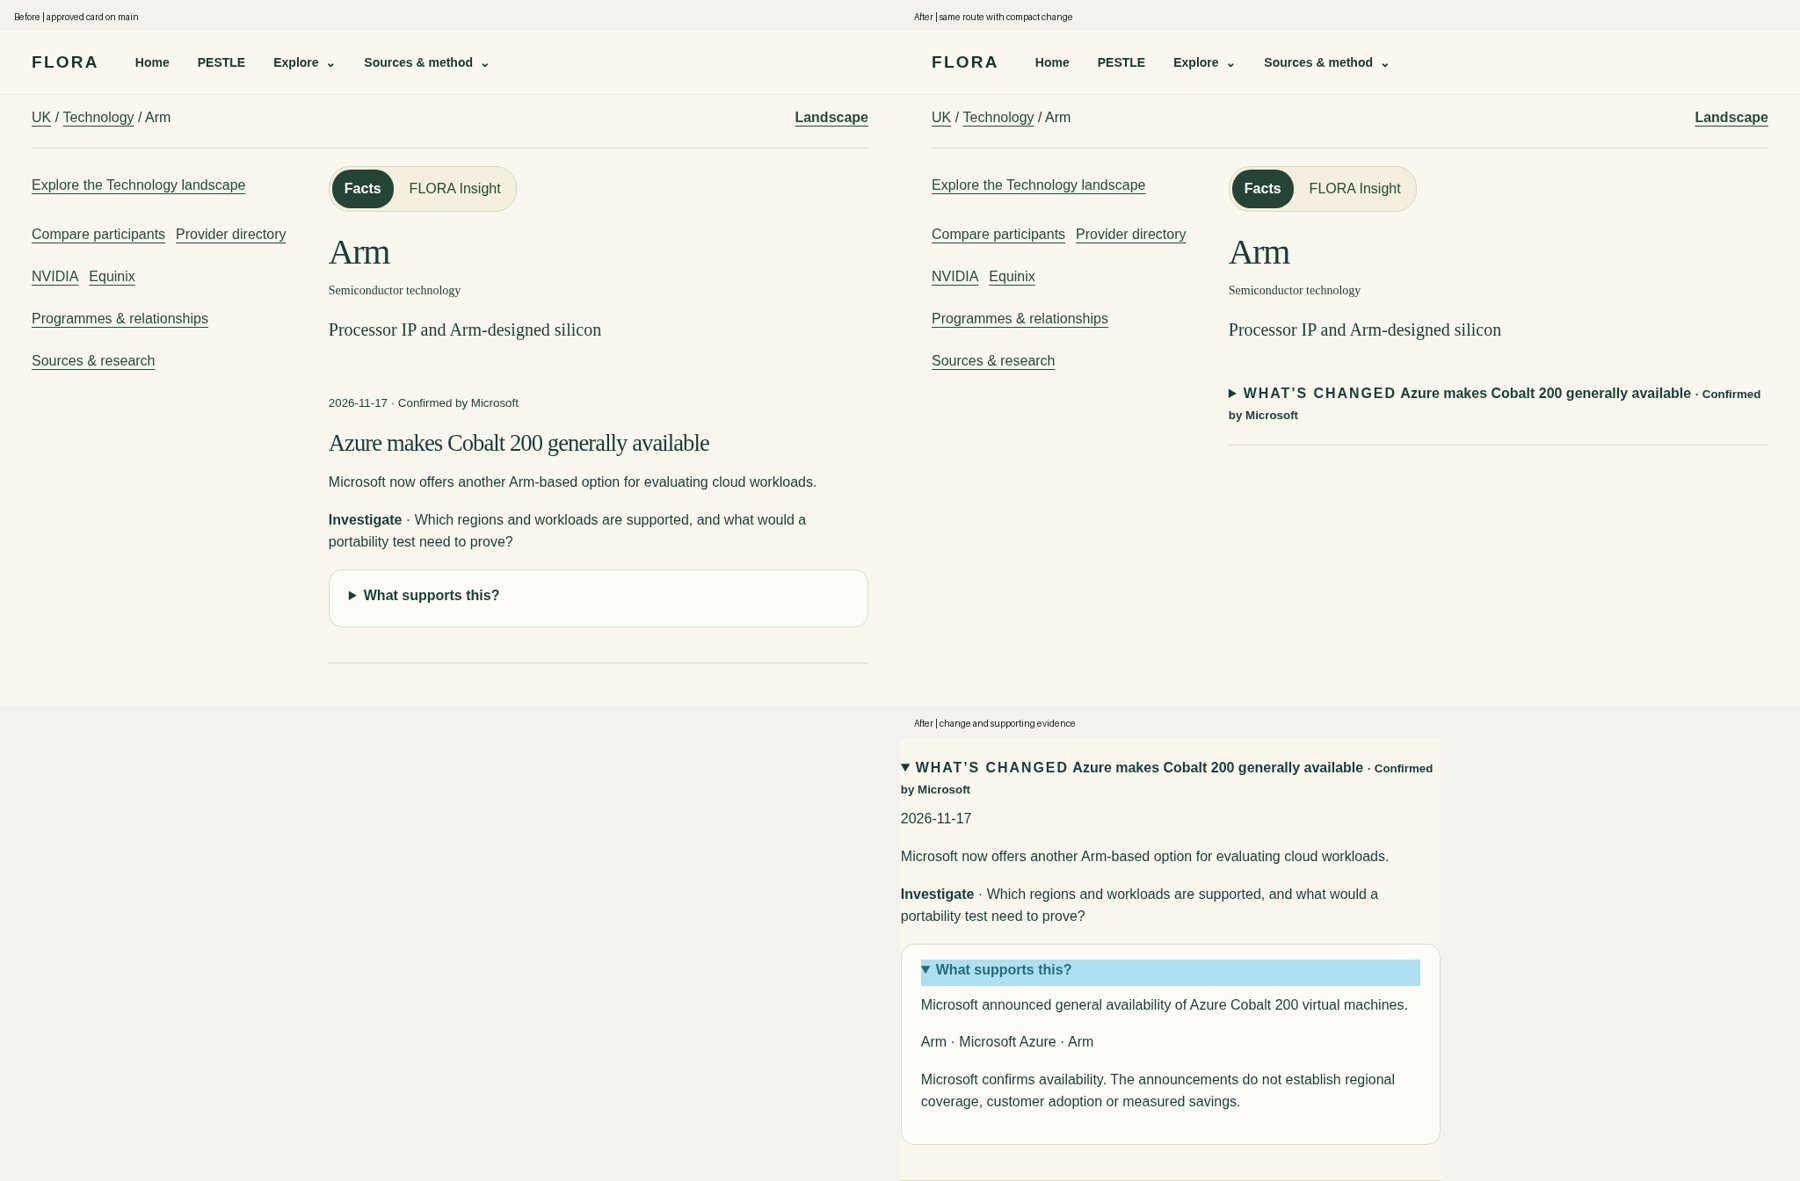 Before | approved card on main
FLORA Home PESTLE Explore Sources & method
UK / Technology / Arm Landscape
Explore the Technology landscape
Compare participants Provider directory
NVIDIA Equinix
Programmes & relationships
Sources & research
Facts FLORA Insight
Arm
Semiconductor technology
Processor IP and Arm-designed silicon
2026-11-17 · Confirmed by Microsoft
Azure makes Cobalt 200 generally available
Microsoft now offers another Arm-based option for evaluating cloud workloads.
Investigate · Which regions and workloads are supported, and what would a
portability test need to prove?
What supports this?
After | same route with compact change
FLORA Home PESTLE Explore Sources & method
UK / Technology / Arm Landscape
Explore the Technology landscape
Compare participants Provider directory
NVIDIA Equinix
Programmes & relationships
Sources & research
Facts FLORA Insight
Arm
Semiconductor technology
Processor IP and Arm-designed silicon
WHAT’S CHANGED Azure makes Cobalt 200 generally available · Confirmed
by Microsoft
After | change and supporting evidence
WHAT’S CHANGED Azure makes Cobalt 200 generally available · Confirmed
by Microsoft
2026-11-17
Microsoft now offers another Arm-based option for evaluating cloud workloads.
Investigate · Which regions and workloads are supported, and what would a
portability test need to prove?
What supports this?
Microsoft announced general availability of Azure Cobalt 200 virtual machines.
Arm · Microsoft Azure · Arm
Microsoft confirms availability. The announcements do not establish regional
coverage, customer adoption or measured savings.